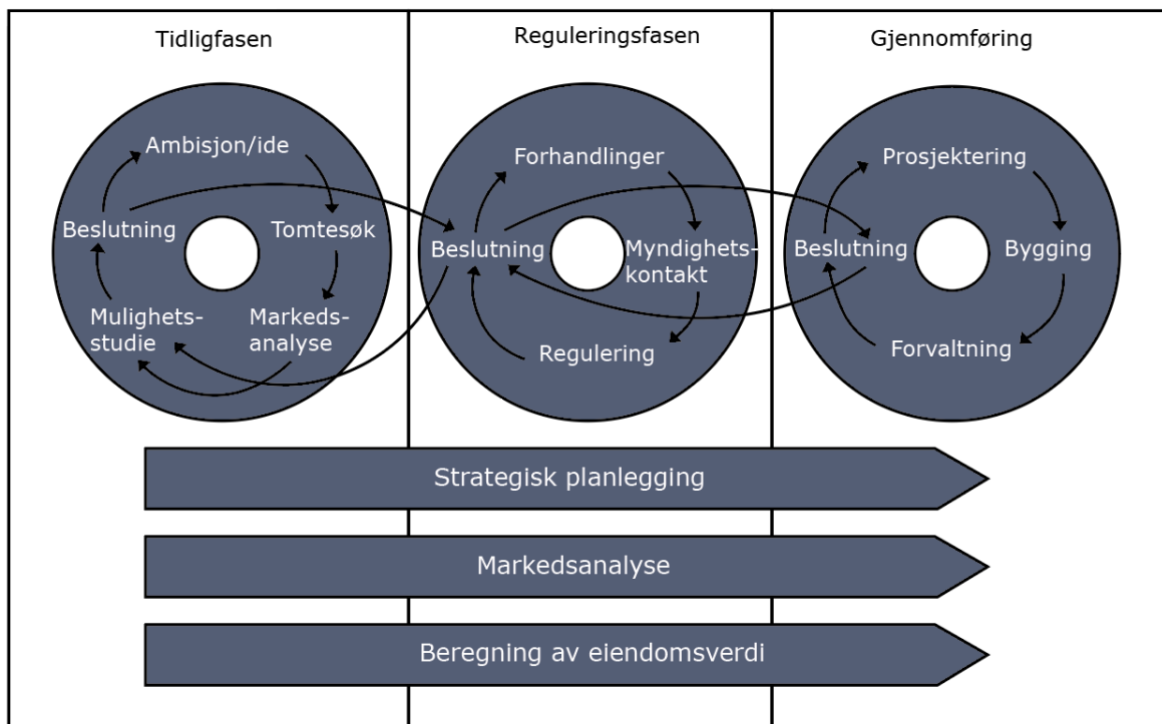 Tidligfasen
Reguleringsfasen
Gjennomføring
Ambisjon/ide
Tomtesøk
Markeds-
analyse
Mulighets-
studie
Beslutning
Forhandlinger
Myndighets-
kontakt
Regulering
Beslutning
Prosjektering
Bygging
Forvaltning
Beslutning
Strategisk planlegging
Markedsanalyse
Beregning av eiendomsverdi